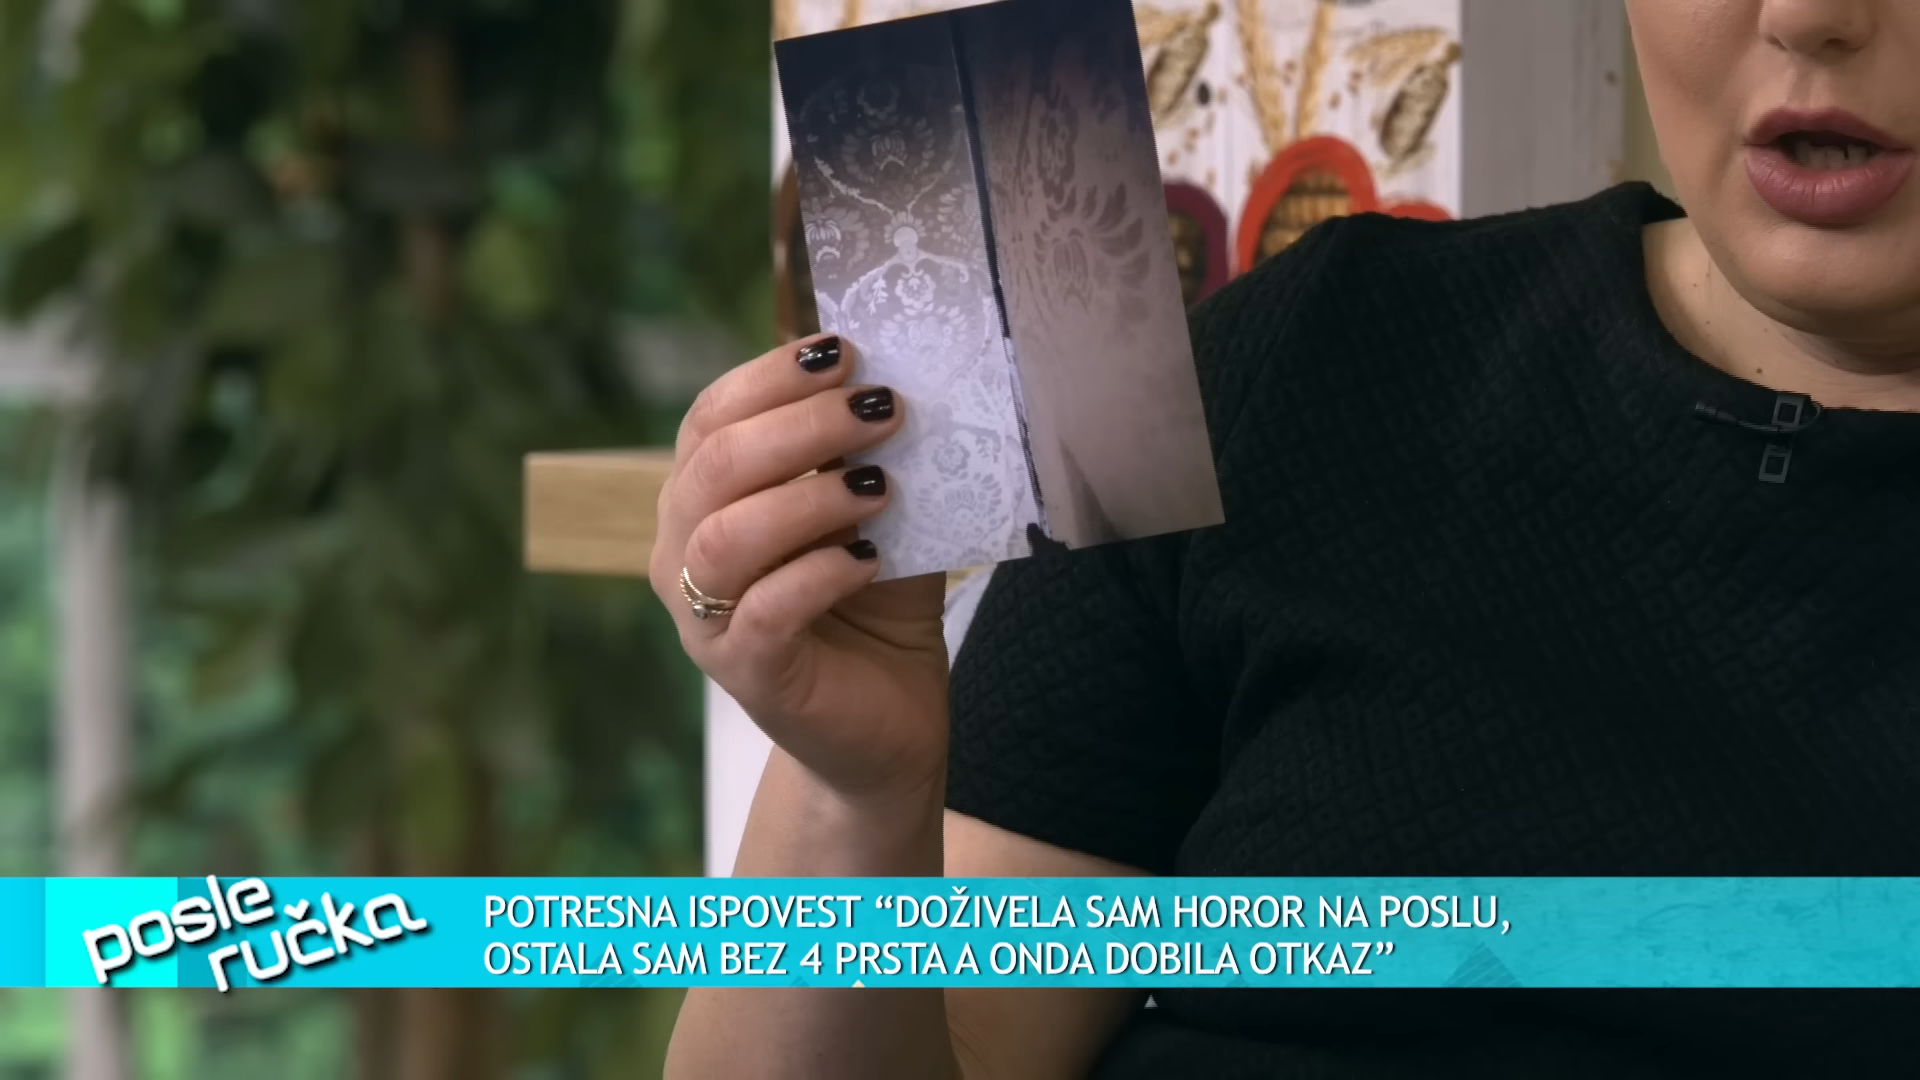 posle
ručka
POTRESNA ISPOVEST “DOŽIVELA SAM HOROR NA POSLU,
OSTALA SAM BEZ 4 PRSTA A ONDA DOBILA OTKAZ”